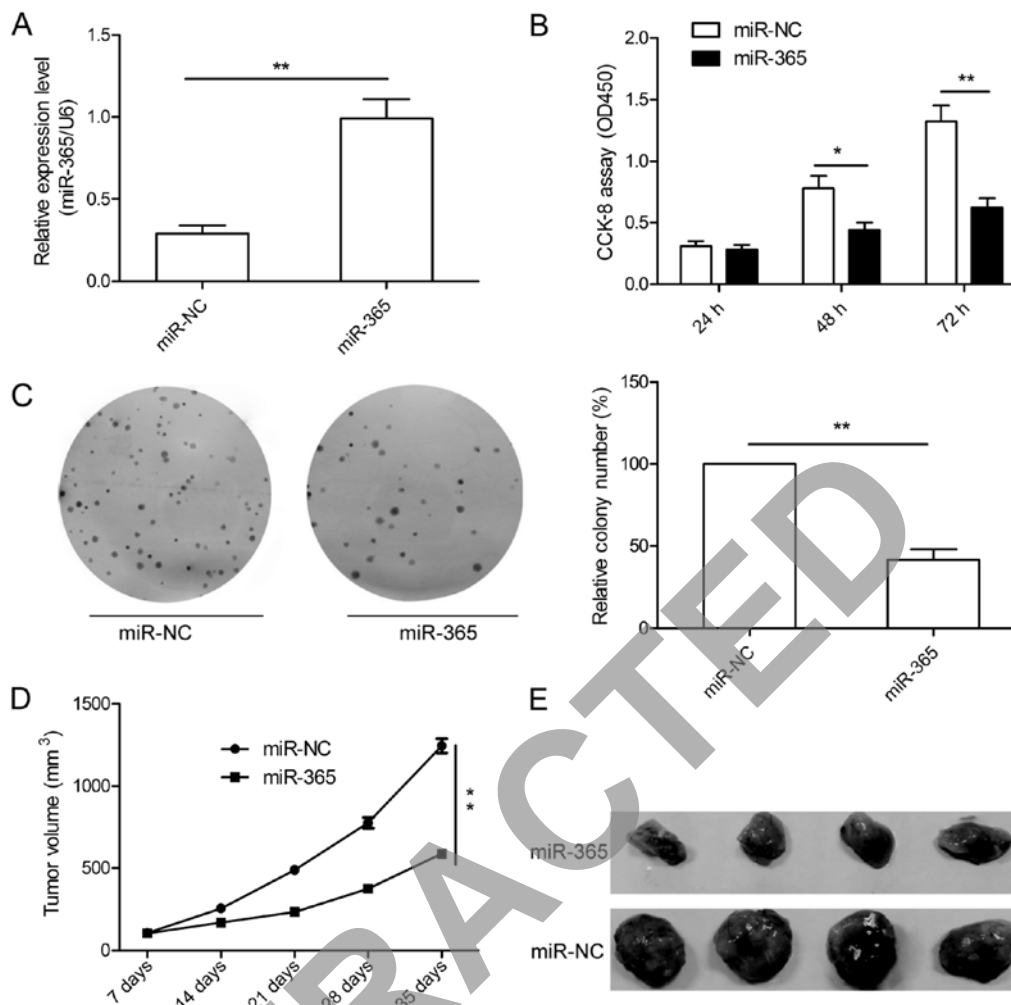 A
Relative expression level
(miR-365/U6)
1.5
1.0
0.5
0.0
**
miR-NC
miR-365
B
CCK-8 assay (OD450)
2.0
1.5
1.0
0.5
0.0
miR-NC
miR-365
*
**
24 h
48 h
72 h
C
miR-NC
miR-365
Relative colony number (%)
150
100
50
0
**
miR-NC
miR-365
D
Tumor volume (mm³)
1500
1000
500
0
miR-NC
miR-365
**
7 days
14 days
21 days
28 days
35 days
E
miR-365
miR-NC
RACTED